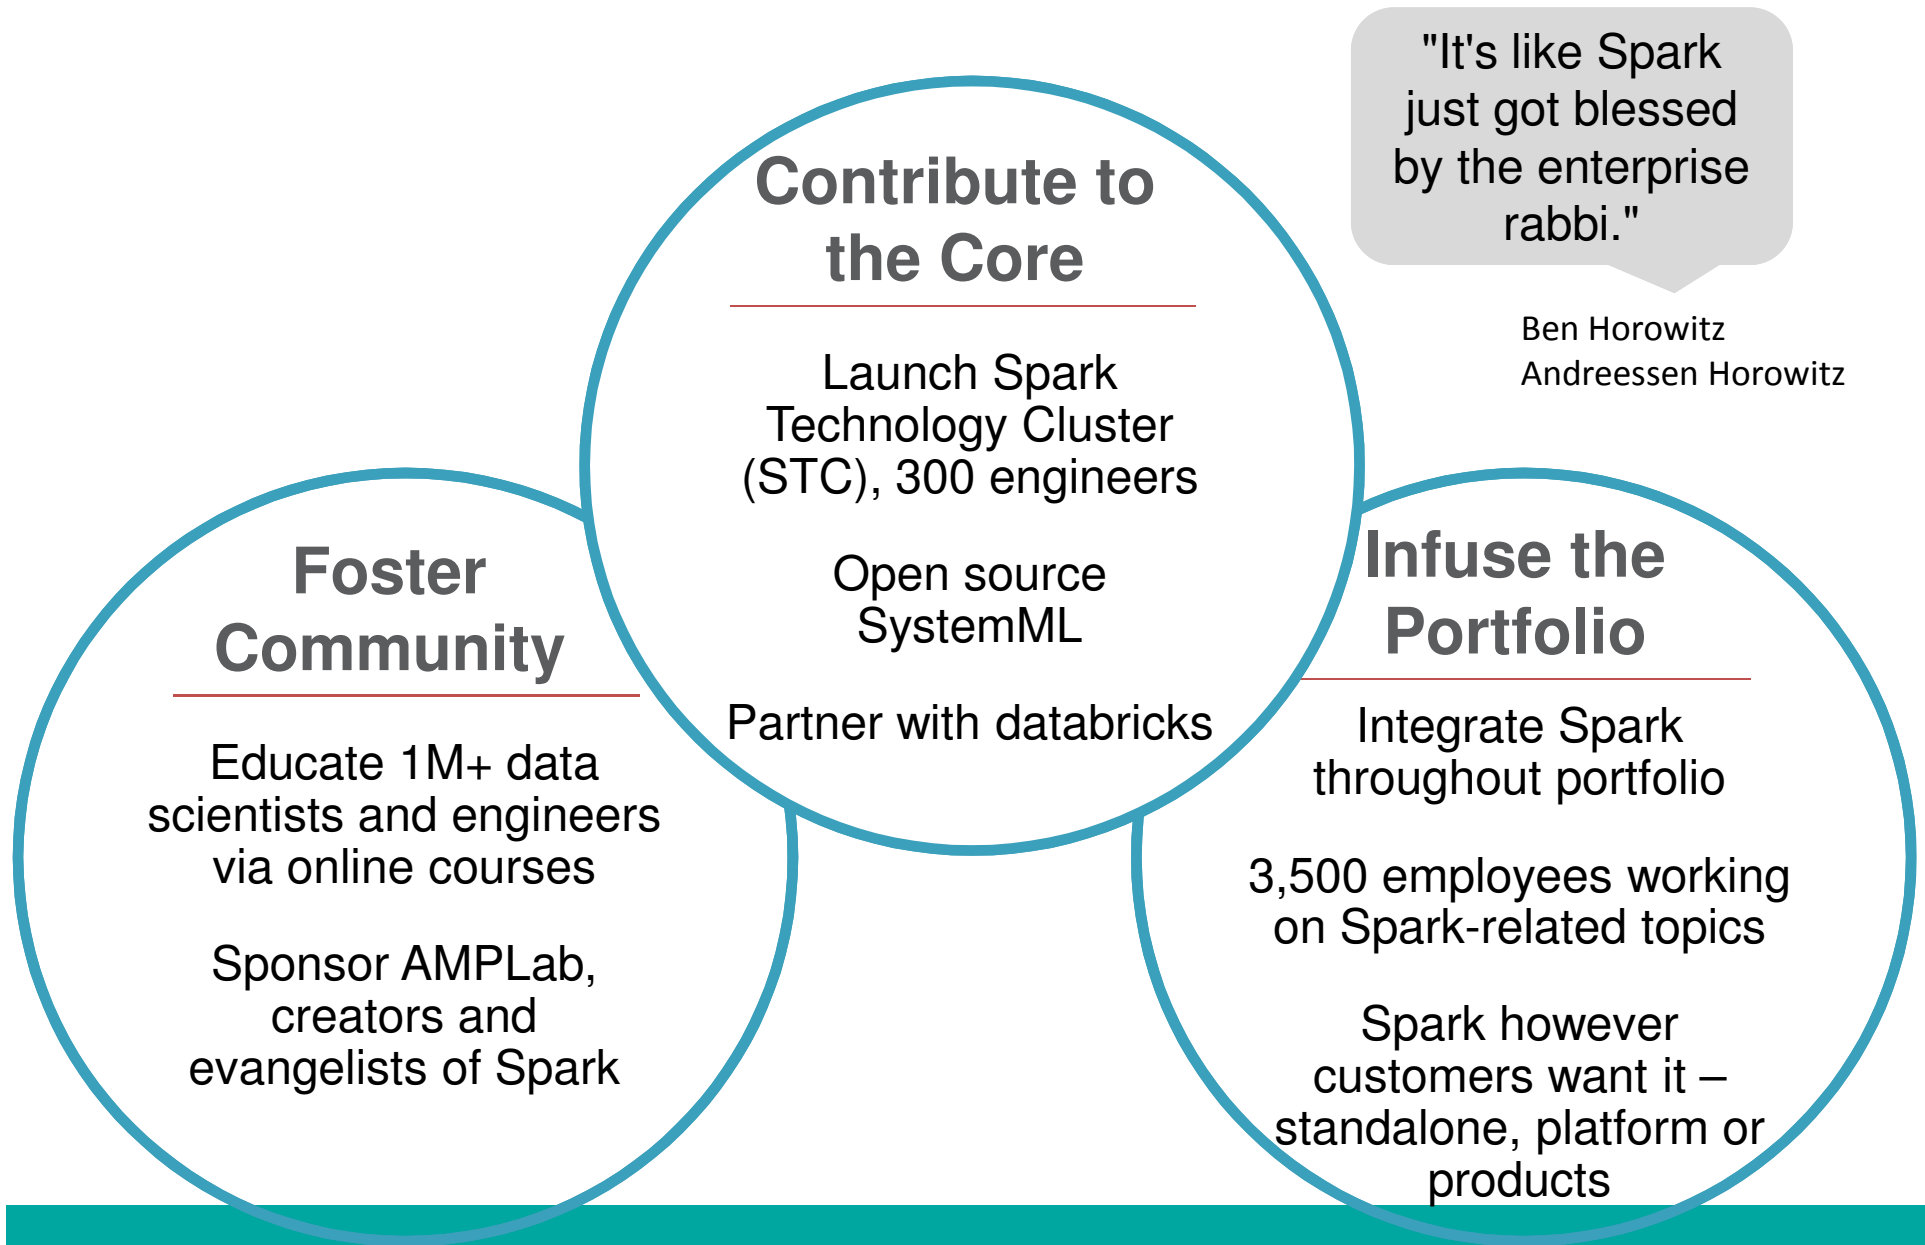 "It's like Spark
just got blessed
by the enterprise
rabbi."
Ben Horowitz
Andreessen Horowitz
Contribute to
the Core
Launch Spark
Technology Cluster
(STC), 300 engineers
Open source
SystemML
Partner with databricks
Foster
Community
Educate 1M+ data
scientists and engineers
via online courses
Sponsor AMPLab,
creators and
evangelists of Spark
Infuse the
Portfolio
Integrate Spark
throughout portfolio
3,500 employees working
on Spark-related topics
Spark however
customers want it –
standalone, platform or
products